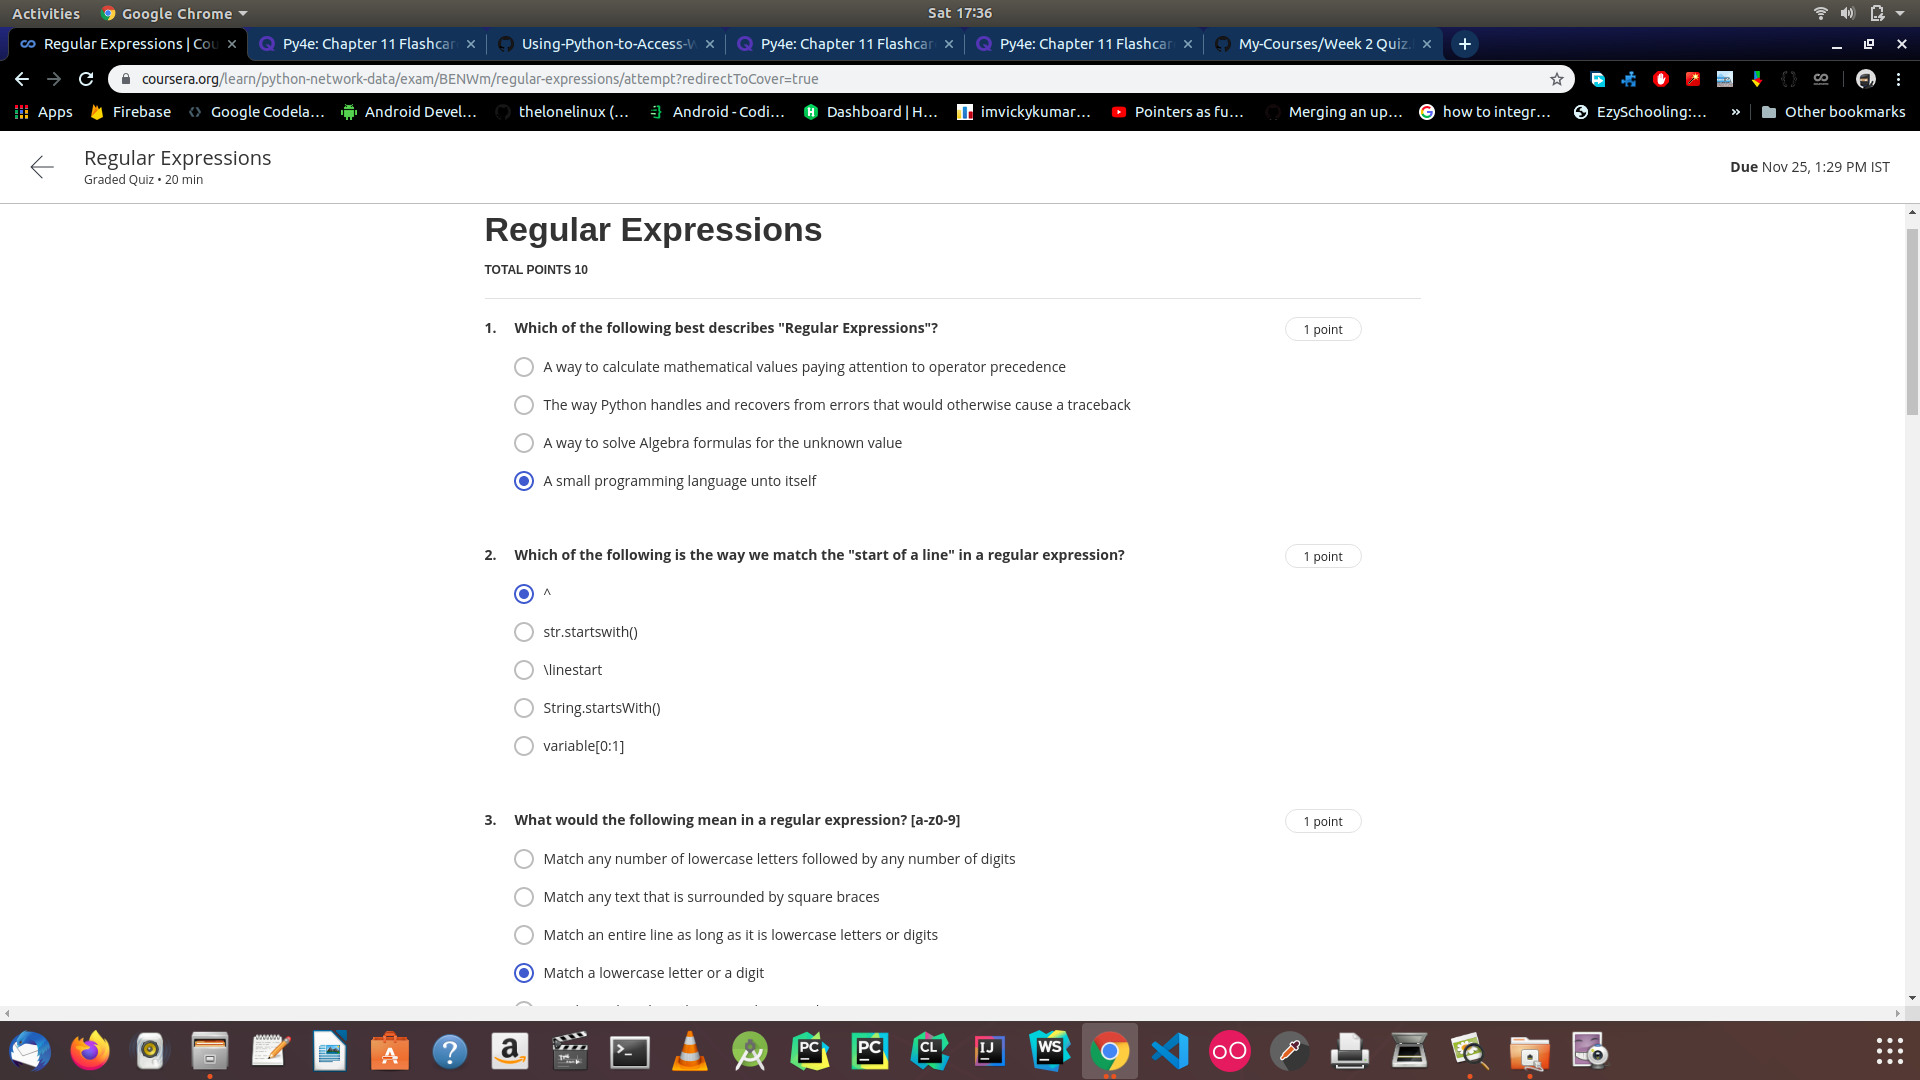 Activities Google Chrome Sat 17:36
Regular Expressions | Cou Py4e: Chapter 11 Flashcar Using-Python-to-Access-W Py4e: Chapter 11 Flashcar Py4e: Chapter 11 Flashcar My-Courses/Week 2 Quiz.
coursera.org/learn/python-network-data/exam/BENWm/regular-expressions/attempt?redirectToCover=true
Apps Firebase Google Codela... Android Devel... thelonelinux (... Android - Codi... Dashboard | H... imvickykumar... Pointers as fu... Merging an up... how to integr... EzySchooling:... » Other bookmarks
Regular Expressions
Graded Quiz • 20 min
Due Nov 25, 1:29 PM IST
Regular Expressions
TOTAL POINTS 10
1. Which of the following best describes "Regular Expressions"? 1 point
A way to calculate mathematical values paying attention to operator precedence
The way Python handles and recovers from errors that would otherwise cause a traceback
A way to solve Algebra formulas for the unknown value
A small programming language unto itself
2. Which of the following is the way we match the "start of a line" in a regular expression? 1 point
^
str.startswith()
\linestart
String.startsWith()
variable[0:1]
3. What would the following mean in a regular expression? [a-z0-9] 1 point
Match any number of lowercase letters followed by any number of digits
Match any text that is surrounded by square braces
Match an entire line as long as it is lowercase letters or digits
Match a lowercase letter or a digit